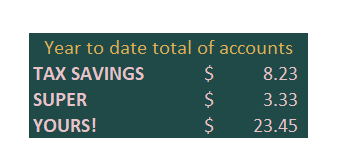 Year to date total of accounts
TAX SAVINGS $ 8.23
SUPER $ 3.33
YOURS! $ 23.45